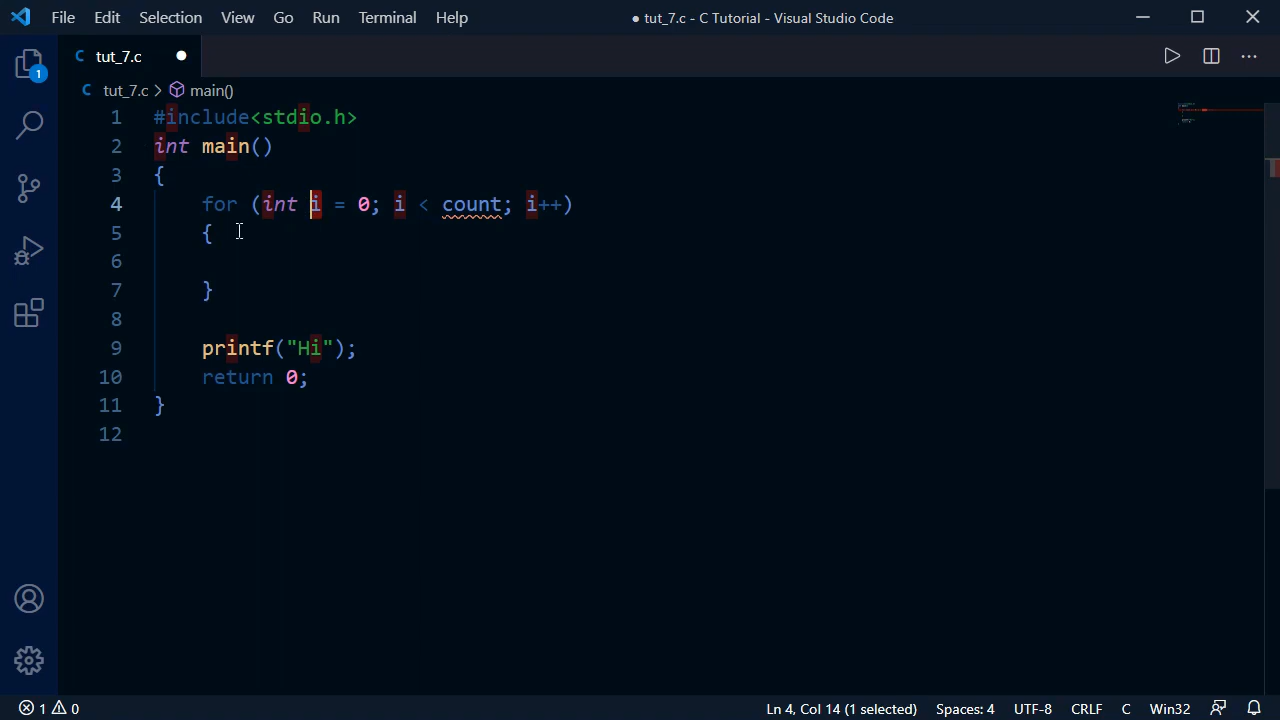 File Edit Selection View Go Run Terminal Help ● tut_7.c - C Tutorial - Visual Studio Code
C tut_7.c ●
C tut_7.c > main()
1
1 #include<stdio.h>
2 int main()
3 {
4 for (int i = 0; i < count; i++)
5 {
6
7 }
8
9 printf("Hi");
10 return 0;
11 }
12
1 0 Ln 4, Col 14 (1 selected) Spaces: 4 UTF-8 CRLF C Win32